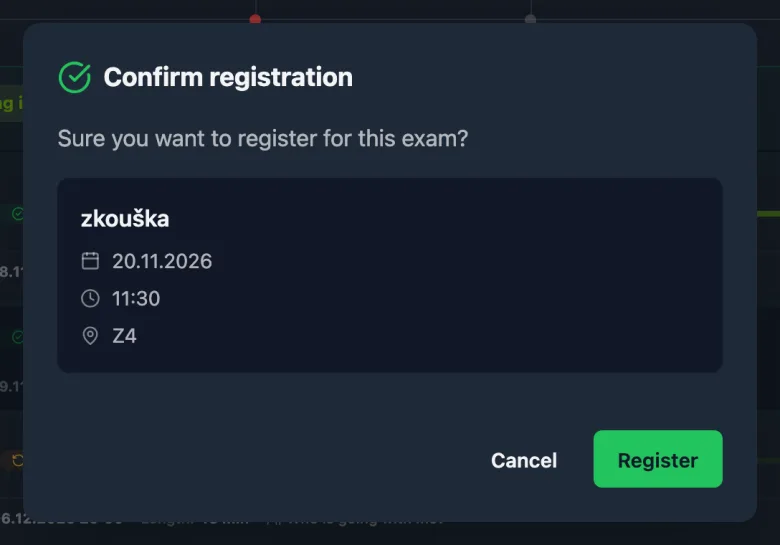 Confirm registration
Sure you want to register for this exam?
zkouška
20.11.2026
11:30
Z4
Cancel
Register